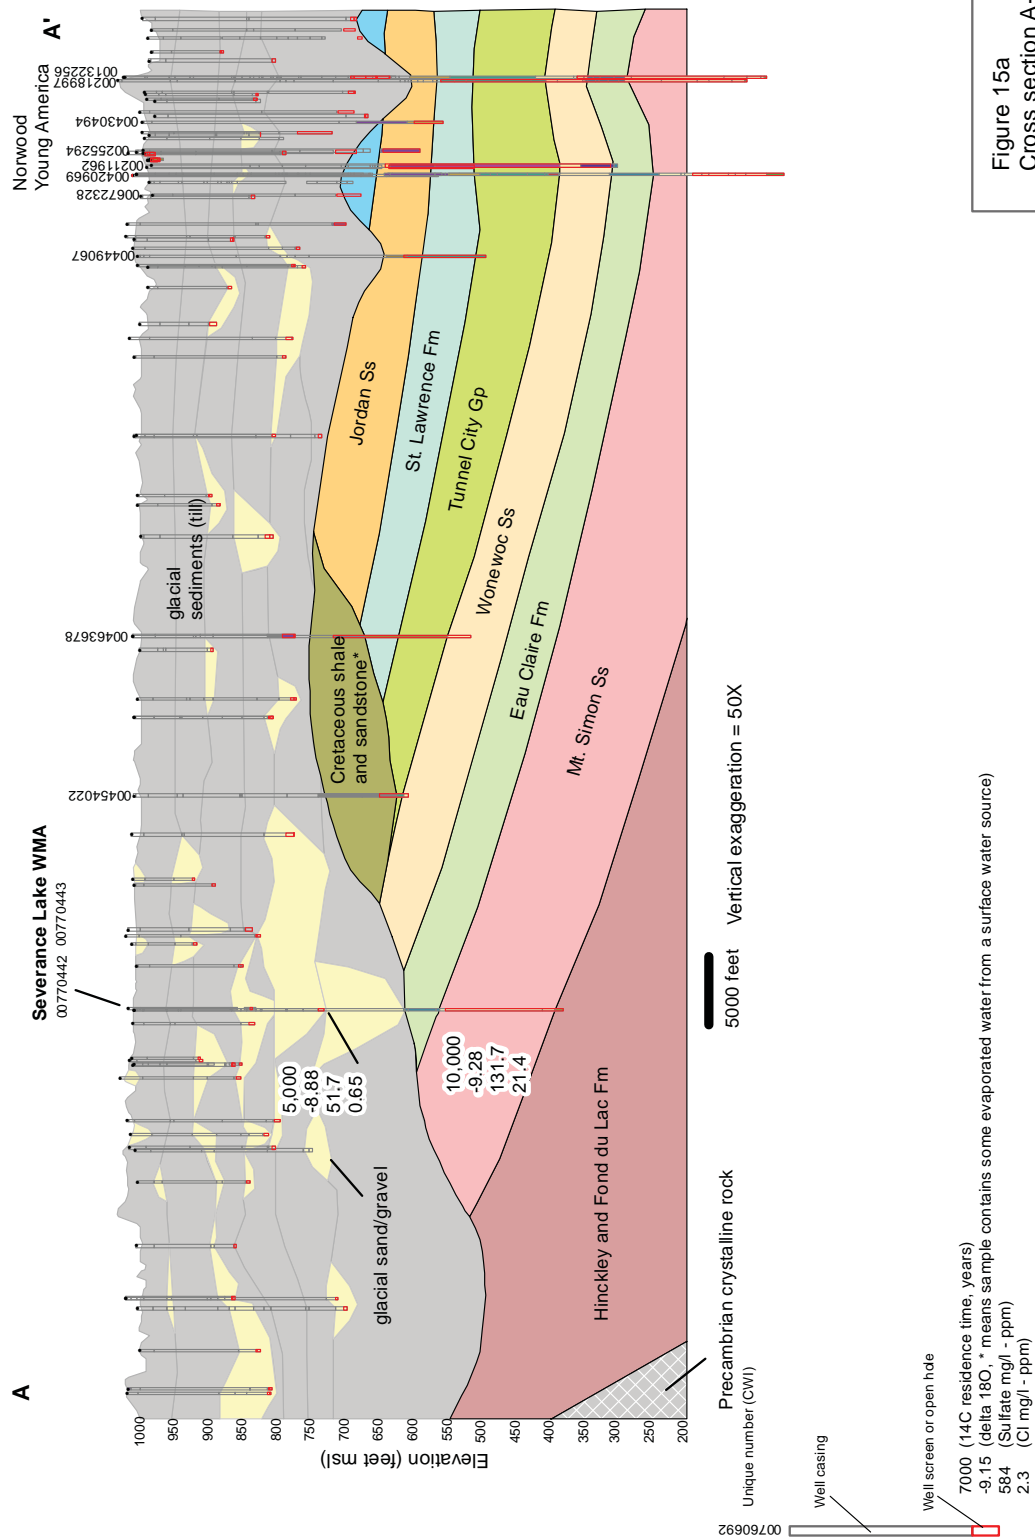 A
Severance Lake WMA
00770442 00770443
Norwood
Young America
A'
00454022
00463678
00449067
00672328
00420969
00211962
00255294
00430494
00218997
00132256
1000
950
900
850
800
750
700
650
600
550
500
450
400
350
300
250
200
Elevation (feet msl)
glacial
sediments (till)
glacial sand/gravel
5,000
-8.88
51.7
0.65
10,000
-9.28
131.7
21.4
Cretaceous shale
and sandstone*
Jordan Ss
St. Lawrence Fm
Tunnel City Gp
Wonewoc Ss
Eau Claire Fm
Mt. Simon Ss
Hinckley and Fond du Lac Fm
Precambrian crystalline rock
5000 feet Vertical exaggeration = 50X
Unique number (CWI)
00760692
Well casing
Well screen or open hole
7000 (14C residence time, years)
-9.15 (delta 18O, * means sample contains some evaporated water from a surface water source)
584 (Sulfate mg/l - ppm)
2.3 (Cl mg/l - ppm)
Figure 15a
Cross section A-